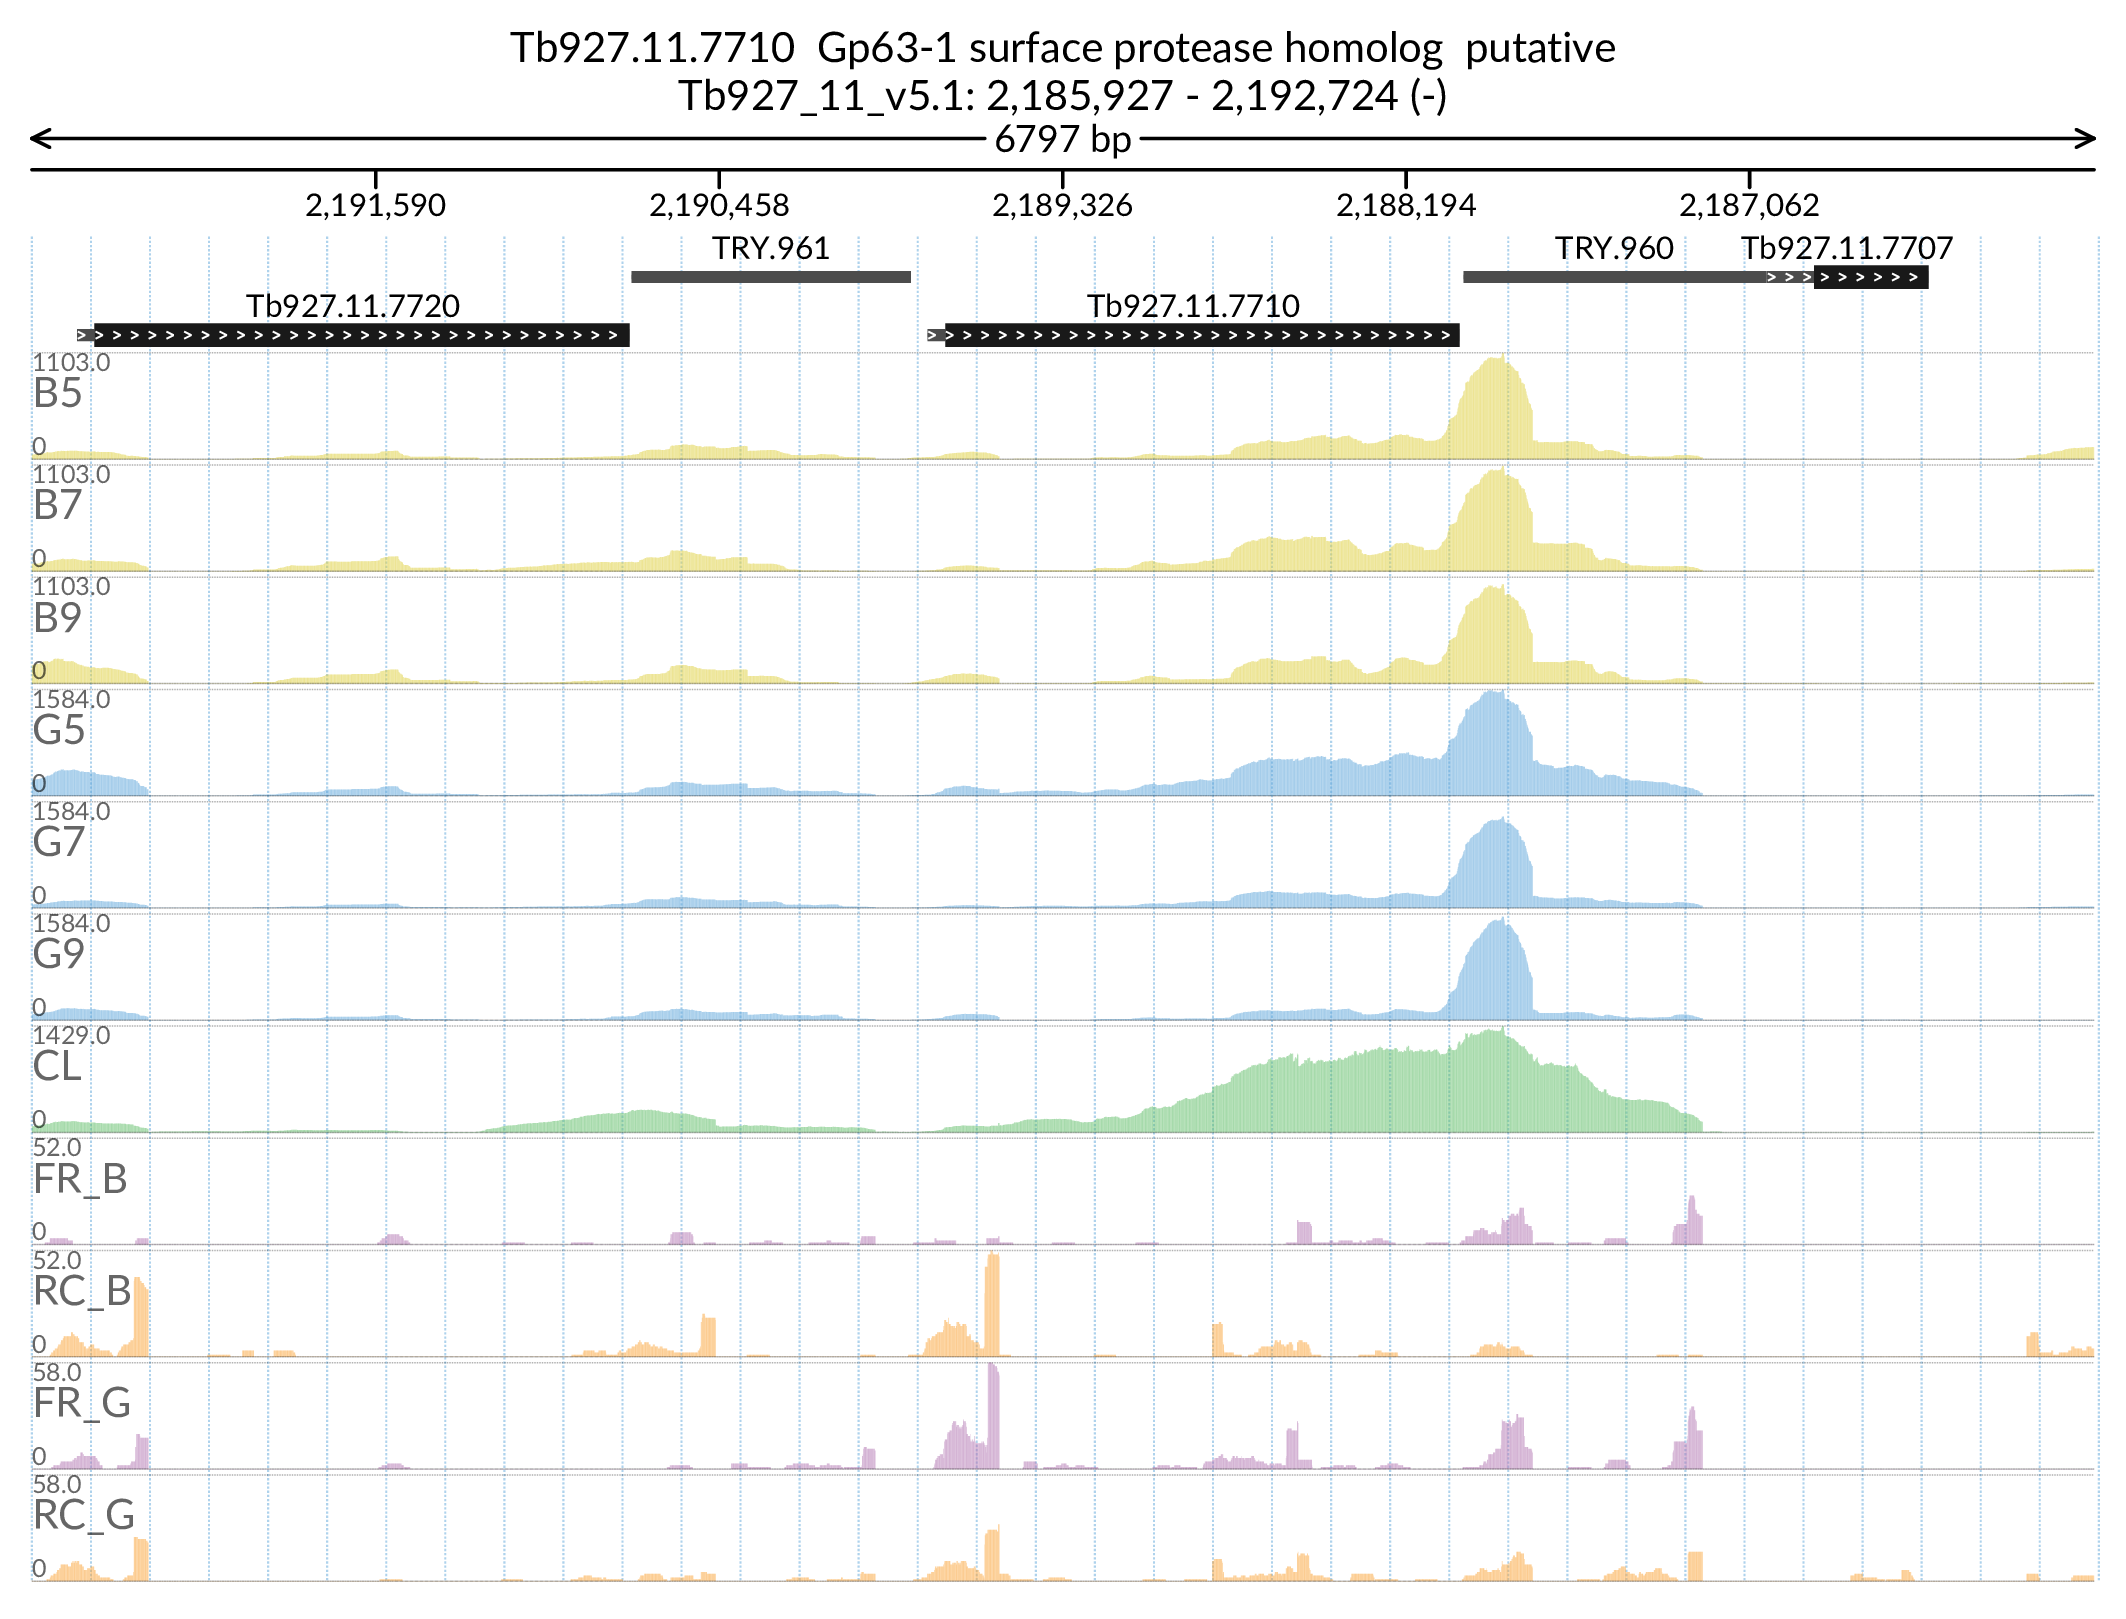 Tb927.11.7710  Gp63-1 surface protease homolog  putative
Tb927_11_v5.1: 2,185,927 - 2,192,724 (-)
6797 bp
2,191,590 2,190,458 2,189,326 2,188,194 2,187,062
TRY.961 TRY.960 Tb927.11.7707
Tb927.11.7720 Tb927.11.7710
1103.0
B5
0
1103.0
B7
0
1103.0
B9
0
1584.0
G5
0
1584.0
G7
0
1584.0
G9
0
1429.0
CL
0
52.0
FR_B
0
52.0
RC_B
0
58.0
FR_G
0
58.0
RC_G
0